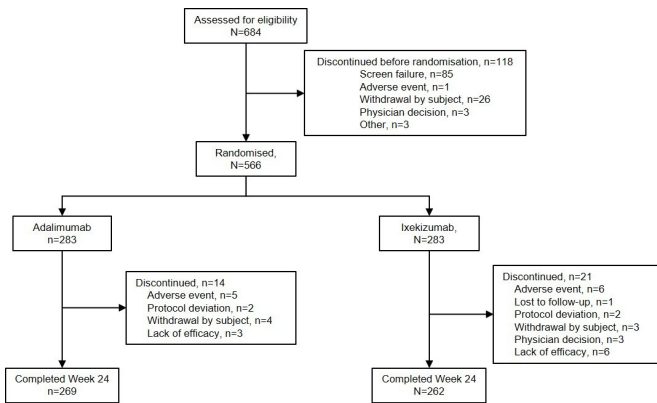 Assessed for eligibility
N=684
Discontinued before randomisation, n=118
Screen failure, n=85
Adverse event, n=1
Withdrawal by subject, n=26
Physician decision, n=3
Other, n=3
Randomised,
N=566
Adalimumab
n=283
Ixekizumab,
N=283
Discontinued, n=14
Adverse event, n=5
Protocol deviation, n=2
Withdrawal by subject, n=4
Lack of efficacy, n=3
Discontinued, n=21
Adverse event, n=6
Lost to follow-up, n=1
Protocol deviation, n=2
Withdrawal by subject, n=3
Physician decision, n=3
Lack of efficacy, n=6
Completed Week 24
n=269
Completed Week 24
N=262